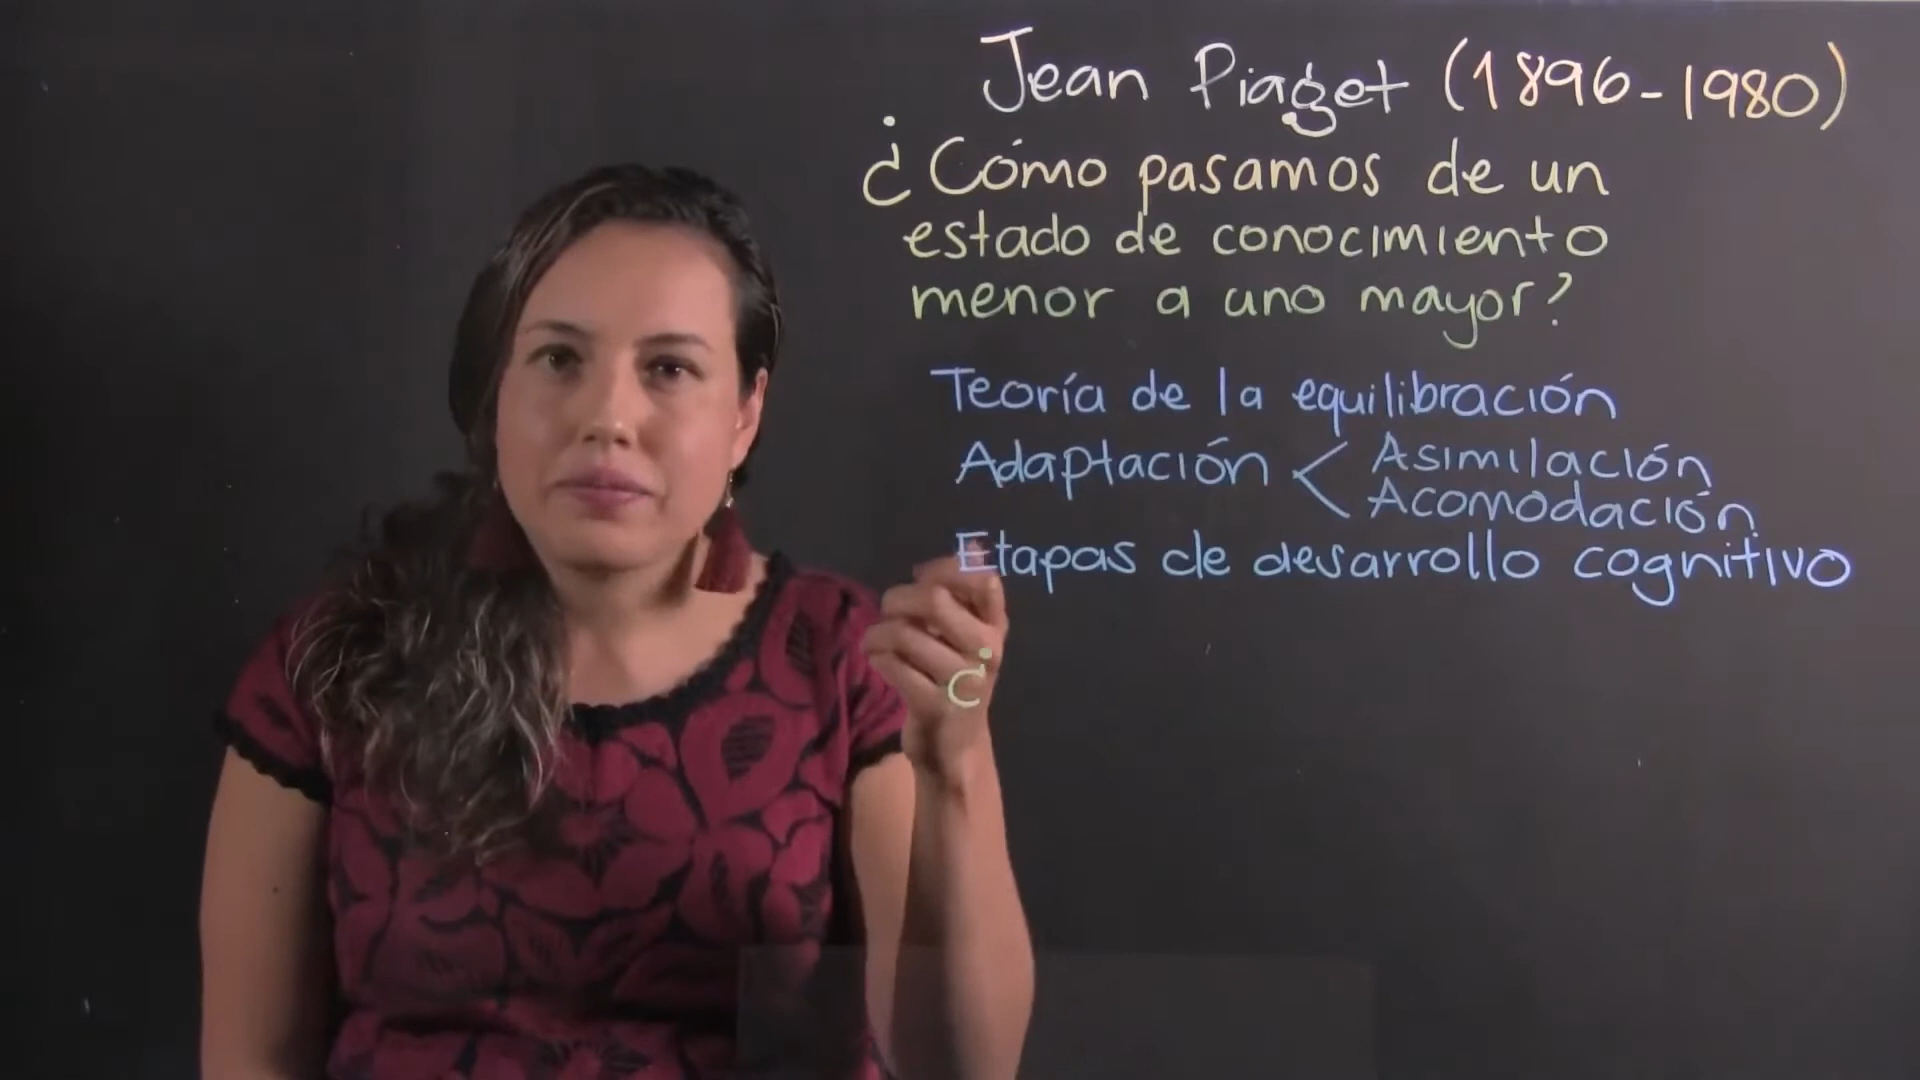 Jean Piaget (1896-1980)
¿Cómo pasamos de un
estado de conocimiento
menor a uno mayor?
Teoría de la equilibración
Adaptación < Asimilación
Acomodación
Etapas de desarrollo cognitivo
¿